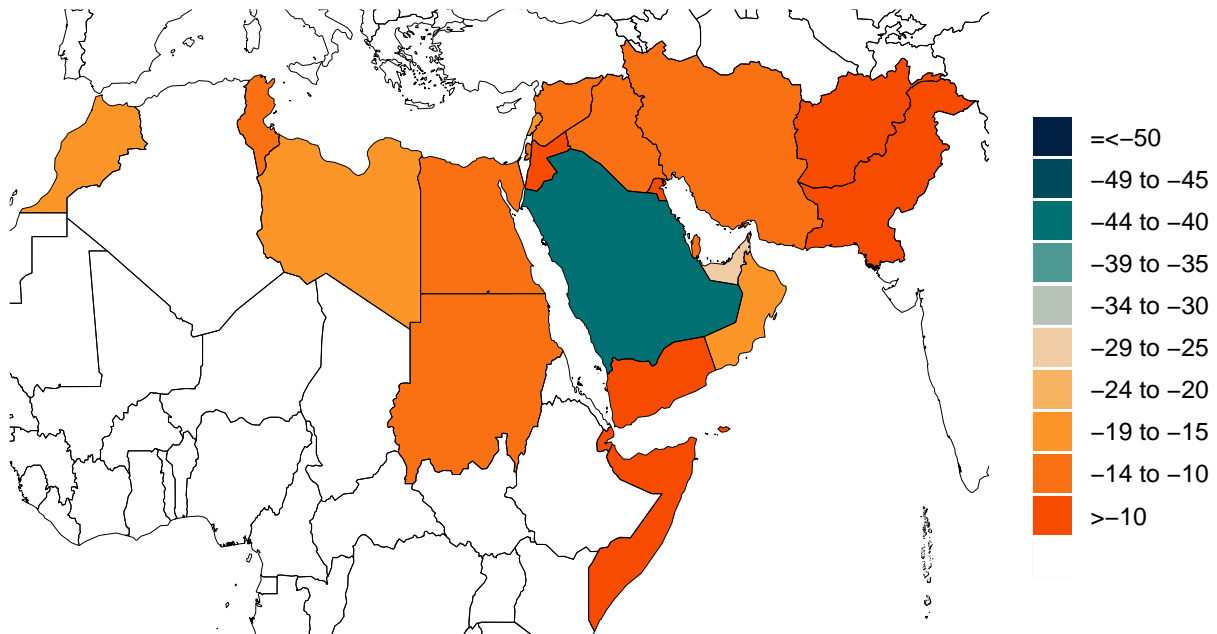 =<−50
−49 to −45
−44 to −40
−39 to −35
−34 to −30
−29 to −25
−24 to −20
−19 to −15
−14 to −10
>−10